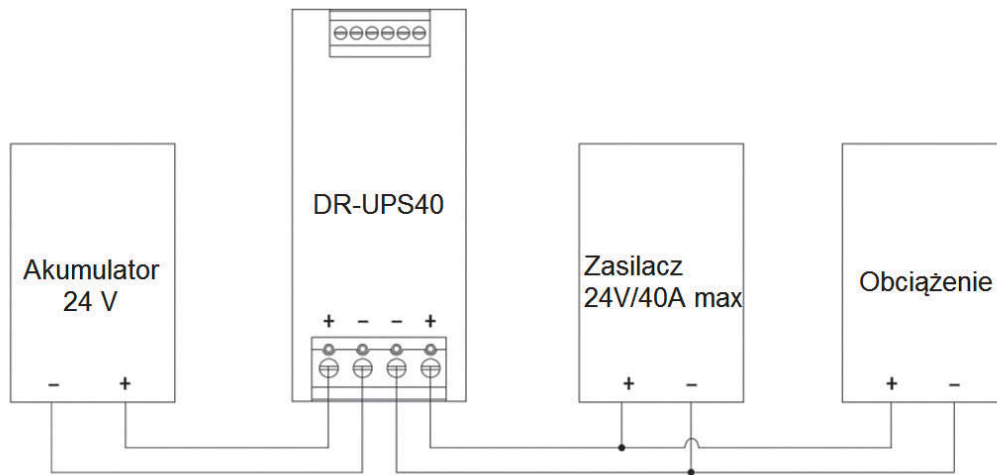 DR-UPS40
Akumulator
24 V
Zasilacz
24V/40A max
Obciążenie
+ – – +
– +
+ –
+ –